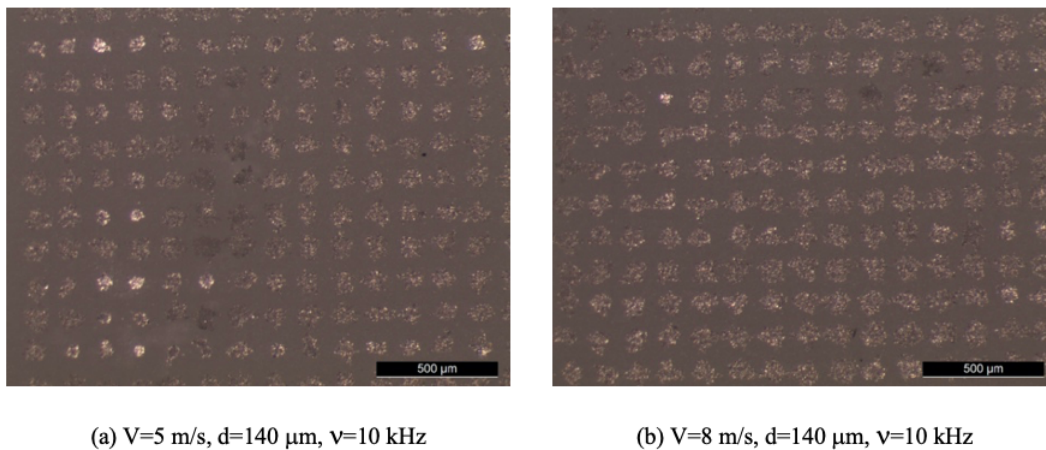 500 µm
500 µm
(a) V=5 m/s, d=140 µm, ν=10 kHz
(b) V=8 m/s, d=140 µm, ν=10 kHz